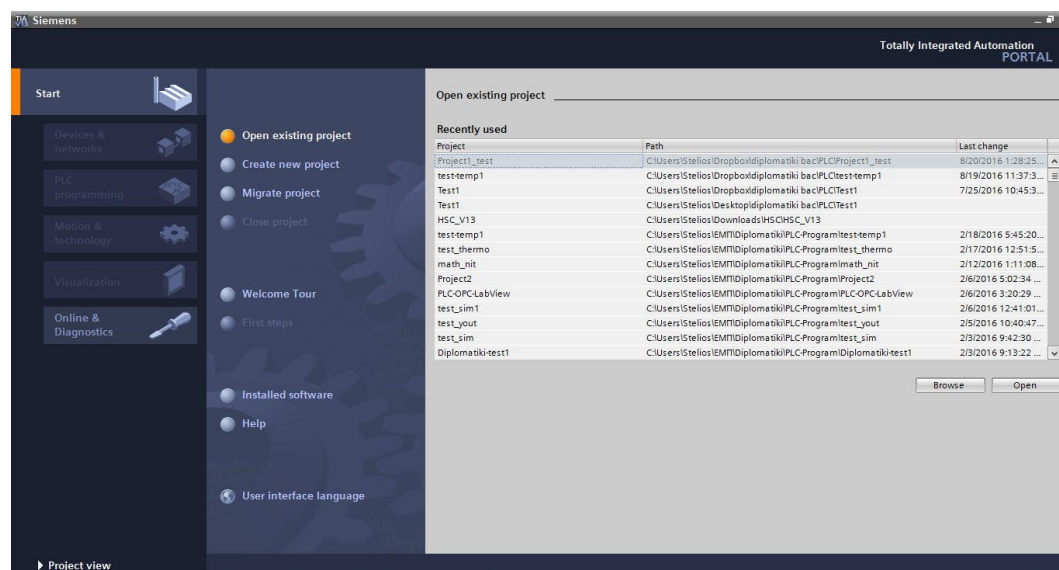 TIA V13 Siemens
Totally Integrated Automation
PORTAL
Start
Devices &
networks
PLC
programming
Motion &
technology
Visualization
Online &
Diagnostics
Open existing project
Create new project
Migrate project
Close project
Welcome Tour
First steps
Installed software
Help
User interface language
Open existing project
Recently used
Project Path Last change
Project1_test C:\Users\Stelios\Dropbox\diplomatiki bac\PLC\Project1_test 8/20/2016 1:28:25...
test-temp1 C:\Users\Stelios\Dropbox\diplomatiki bac\PLC\test-temp1 8/19/2016 11:37:3...
Test1 C:\Users\Stelios\Dropbox\diplomatiki bac\PLC\Test1 7/25/2016 10:45:3...
Test1 C:\Users\Stelios\Desktop\diplomatiki bac\PLC\Test1
HSC_V13 C:\Users\Stelios\Downloads\HSC\HSC_V13
test-temp1 C:\Users\Stelios\ΕΜΠ\Diplomatiki\PLC-Program\test-temp1 2/18/2016 5:45:20...
test_thermo C:\Users\Stelios\ΕΜΠ\Diplomatiki\PLC-Program\test_thermo 2/17/2016 12:51:5...
math_nit C:\Users\Stelios\ΕΜΠ\Diplomatiki\PLC-Program\math_nit 2/12/2016 1:11:08...
Project2 C:\Users\Stelios\ΕΜΠ\Diplomatiki\PLC-Program\Project2 2/6/2016 5:02:34 ...
PLC-OPC-LabView C:\Users\Stelios\ΕΜΠ\Diplomatiki\PLC-Program\PLC-OPC-LabView 2/6/2016 3:20:29 ...
test_sim1 C:\Users\Stelios\ΕΜΠ\Diplomatiki\PLC-Program\test_sim1 2/6/2016 12:41:01...
test_yout C:\Users\Stelios\ΕΜΠ\Diplomatiki\PLC-Program\test_yout 2/5/2016 10:40:47...
test_sim C:\Users\Stelios\ΕΜΠ\Diplomatiki\PLC-Program\test_sim 2/3/2016 9:42:30 ...
Diplomatiki-test1 C:\Users\Stelios\ΕΜΠ\Diplomatiki\PLC-Program\Diplomatiki-test1 2/3/2016 9:13:22 ...
Browse Open
Project view